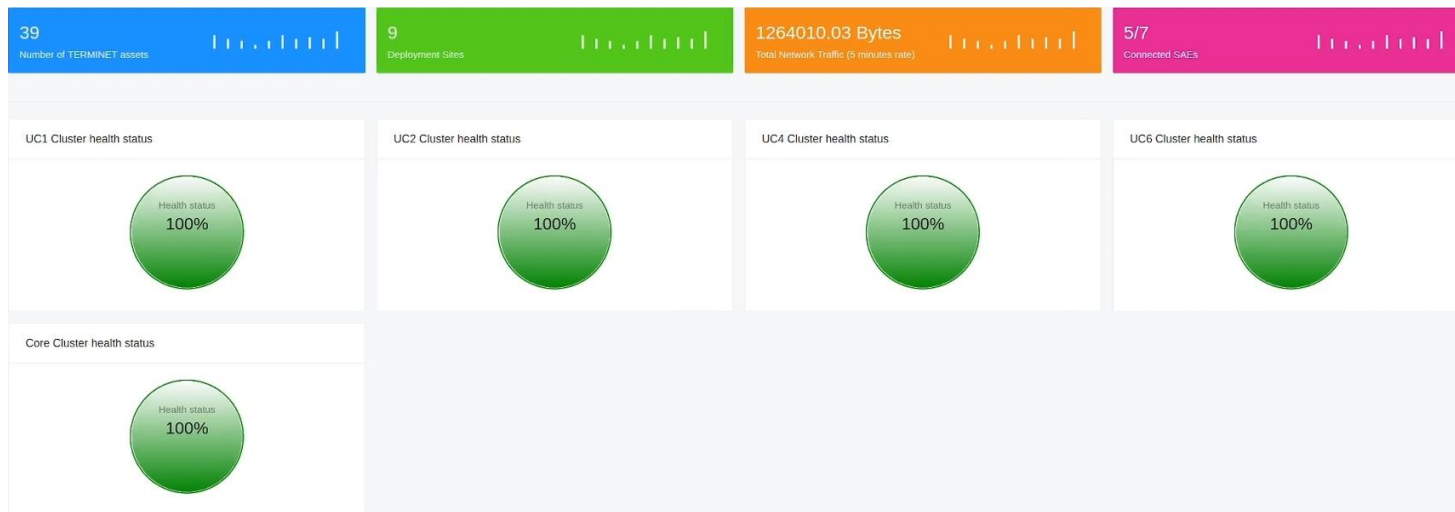 39
Number of TERMINET assets
9
Deployment Sites
1264010.03 Bytes
Total Network Traffic (5 minutes rate)
5/7
Connected SAEs
UC1 Cluster health status
Health status
100%
UC2 Cluster health status
Health status
100%
UC4 Cluster health status
Health status
100%
UC6 Cluster health status
Health status
100%
Core Cluster health status
Health status
100%